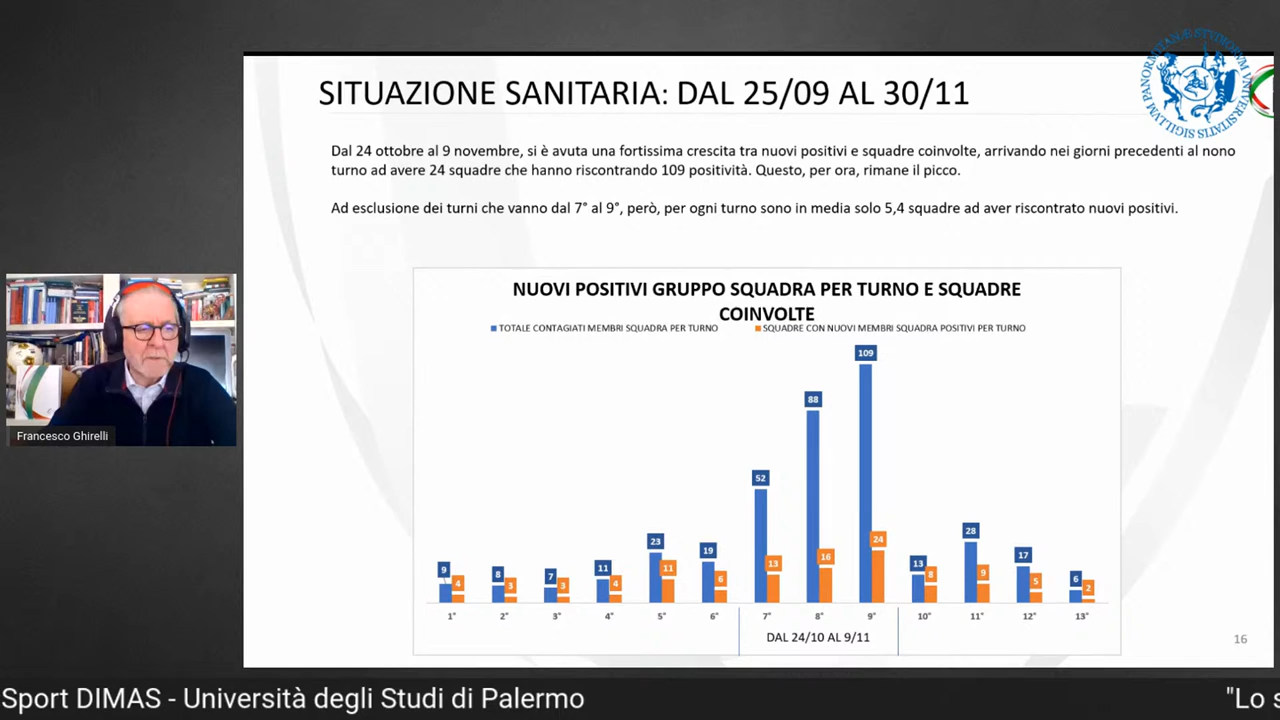 SITUAZIONE SANITARIA: DAL 25/09 AL 30/11
SIGILLVM PANORMITANÆ STVDIORVM VNIVERSITATIS
Dal 24 ottobre al 9 novembre, si è avuta una fortissima crescita tra nuovi positivi e squadre coinvolte, arrivando nei giorni precedenti al nono
turno ad avere 24 squadre che hanno riscontrando 109 positività. Questo, per ora, rimane il picco.
Ad esclusione dei turni che vanno dal 7° al 9°, però, per ogni turno sono in media solo 5,4 squadre ad aver riscontrato nuovi positivi.
NUOVI POSITIVI GRUPPO SQUADRA PER TURNO E SQUADRE
COINVOLTE
TOTALE CONTAGIATI MEMBRI SQUADRA PER TURNO SQUADRE CON NUOVI MEMBRI SQUADRA POSITIVI PER TURNO
9 4 8 3 7 3 11 4 23 11 19 6 52 13 88 16 109 24 13 8 28 9 17 5 6 2
1° 2° 3° 4° 5° 6° 7° 8° 9° 10° 11° 12° 13°
DAL 24/10 AL 9/11
16
Francesco Ghirelli
Sport DIMAS - Università degli Studi di Palermo
"Lo s